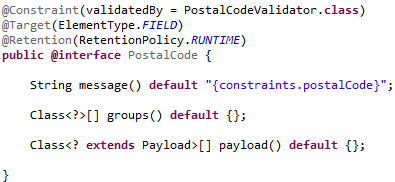 @Constraint(validatedBy = PostalCodeValidator.class)
@Target(ElementType.FIELD)
@Retention(RetentionPolicy.RUNTIME)
public @interface PostalCode {
String message() default "{constraints.postalCode}";
Class<?>[] groups() default {};
Class<? extends Payload>[] payload() default {};
}